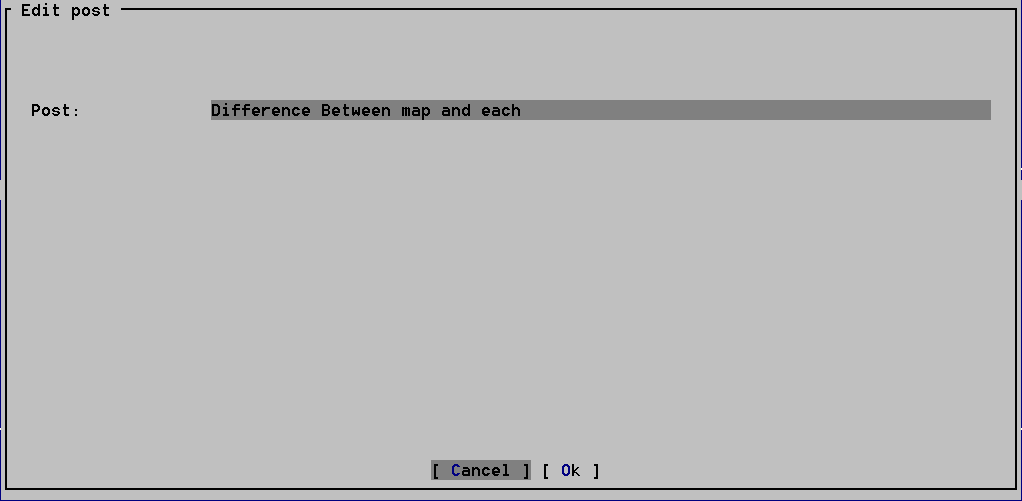 Edit post
Post: Difference Between map and each
[ Cancel ] [ Ok ]